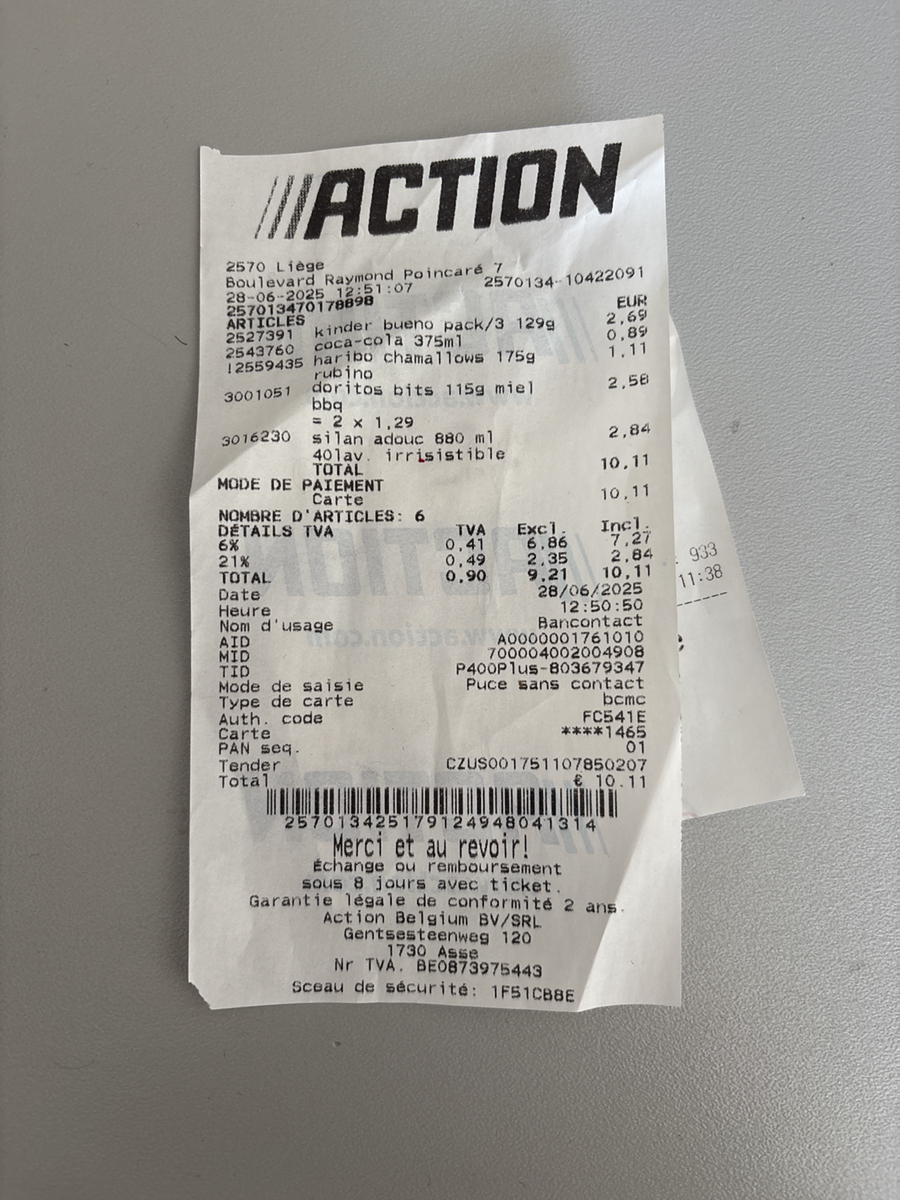 ACTION
2570 Liège
Boulevard Raymond Poincaré 7
28-06-2025 12:51:07 2570134-10422091
257013470178898
ARTICLES EUR
2527391 kinder bueno pack/3 129g 2,69
2543760 coca-cola 375ml 0,89
12559435 haribo chamallows 175g 1,11
rubino
3001051 doritos bits 115g miel 2,58
bbq
= 2 x 1,29
3016230 silan adouc 880 ml 2,84
40lav. irrisistible
TOTAL 10,11
MODE DE PAIEMENT
Carte 10,11
NOMBRE D'ARTICLES: 6
DÉTAILS TVA TVA Excl. Incl.
6% 0,41 6,86 7,27
21% 0,49 2,35 2,84
TOTAL 0,90 9,21 10,11
Date 28/06/2025
Heure 12:50:50
Nom d'usage Bancontact
AID A0000001761010
MID 700004002004908
TID P400Plus-803679347
Mode de saisie Puce sans contact
Type de carte bcmc
Auth. code FC541E
Carte ****1465
PAN seq. 01
Tender CZUS001751107850207
Total € 10.11
257013425179124948041314
Merci et au revoir!
Échange ou remboursement
sous 8 jours avec ticket.
Garantie légale de conformité 2 ans.
Action Belgium BV/SRL
Gentsesteenweg 120
1730 Asse
Nr TVA. BE0873975443
Sceau de sécurité: 1F51CB8E
933
11:38